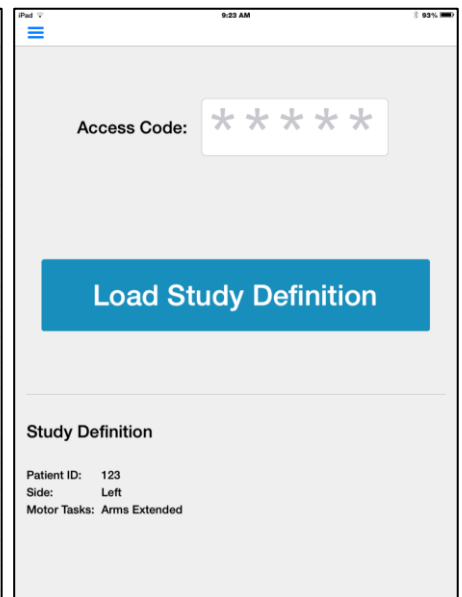 iPad 9:23 AM 93%
Access Code: * * * * *
Load Study Definition
Study Definition
Patient ID: 123
Side: Left
Motor Tasks: Arms Extended